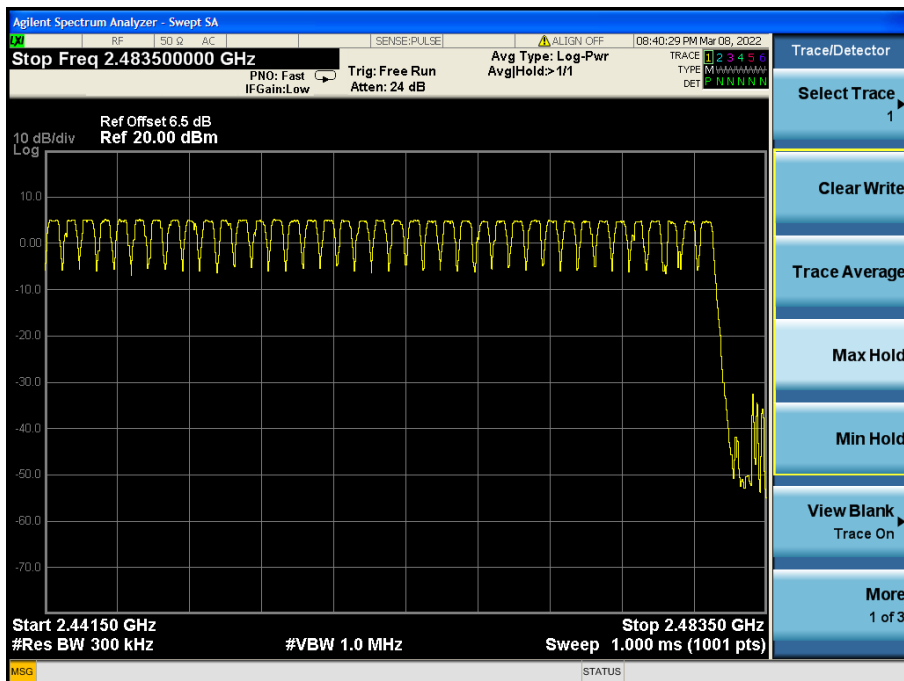 Agilent Spectrum Analyzer - Swept SA
LXI RF 50 Ω AC SENSE:PULSE ALIGN OFF 08:40:29 PM Mar 08, 2022
Stop Freq 2.483500000 GHz
PNO: Fast
IFGain:Low
Trig: Free Run
Atten: 24 dB
Avg Type: Log-Pwr
Avg|Hold:>1/1
TRACE 1 2 3 4 5 6
TYPE M W W W W W
DET P N N N N N
Trace/Detector
Select Trace
1
Clear Write
Trace Average
Max Hold
Min Hold
View Blank
Trace On
More
1 of 3
10 dB/div
Log
Ref Offset 6.5 dB
Ref 20.00 dBm
10.0
0.00
-10.0
-20.0
-30.0
-40.0
-50.0
-60.0
-70.0
Start 2.44150 GHz
Stop 2.48350 GHz
#Res BW 300 kHz
#VBW 1.0 MHz
Sweep 1.000 ms (1001 pts)
MSG
STATUS